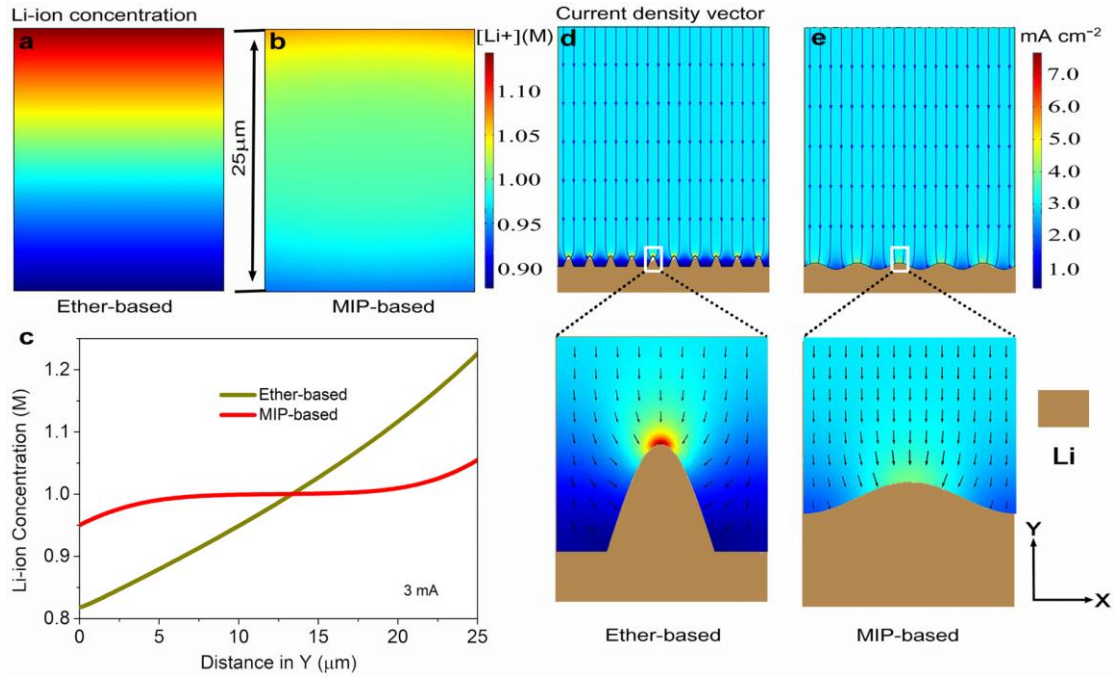 Li-ion concentration
a
b
[Li+](M)
1.10
1.05
1.00
0.95
0.90
25μm
Ether-based
MIP-based
Current density vector
d
e
mA cm⁻²
7.0
6.0
5.0
4.0
3.0
2.0
1.0
c
1.2
1.1
1.0
0.9
0.8
Li-ion Concentration (M)
Ether-based
MIP-based
3 mA
0
5
10
15
20
25
Distance in Y (μm)
Li
Y
X
Ether-based
MIP-based